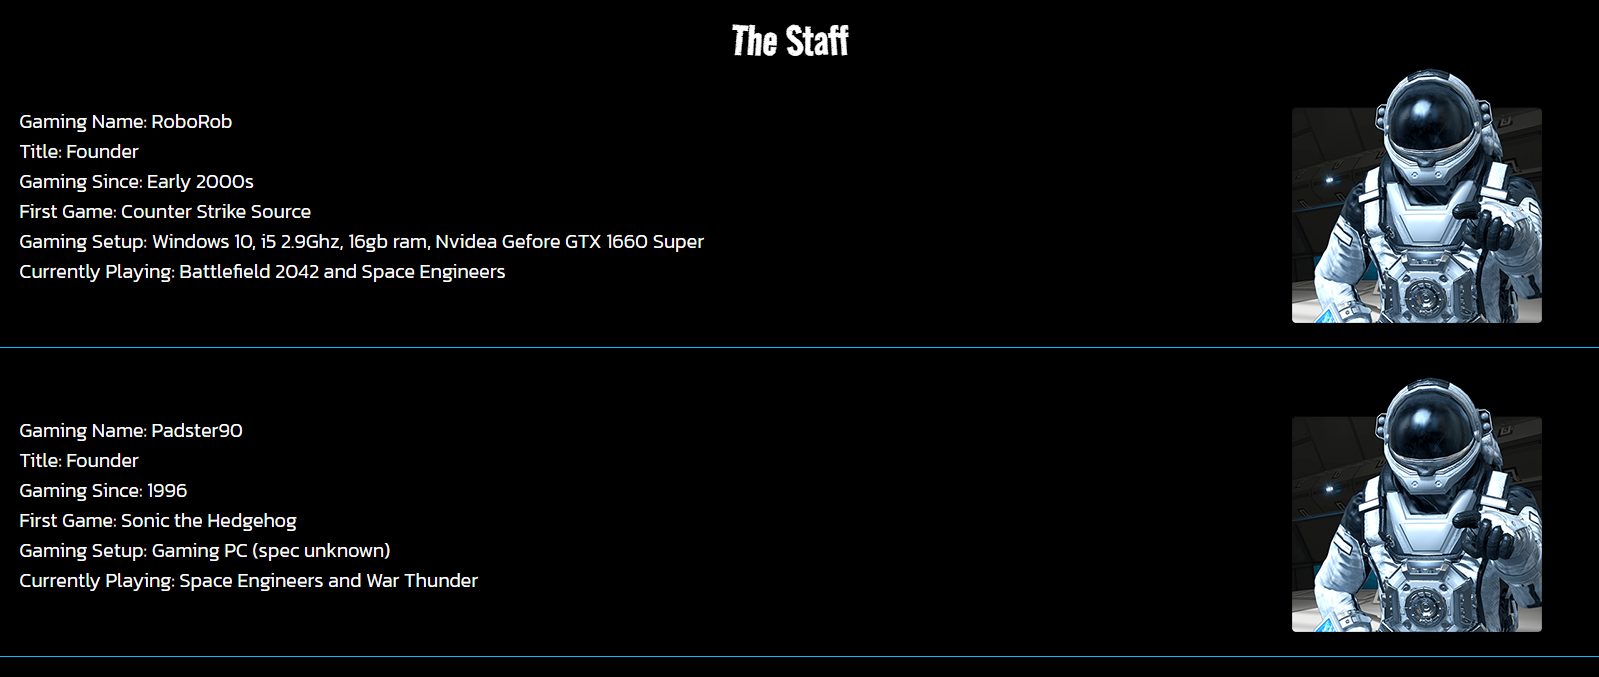 The Staff
Gaming Name: RoboRob
Title: Founder
Gaming Since: Early 2000s
First Game: Counter Strike Source
Gaming Setup: Windows 10, i5 2.9Ghz, 16gb ram, Nvidea Gefore GTX 1660 Super
Currently Playing: Battlefield 2042 and Space Engineers
Gaming Name: Padster90
Title: Founder
Gaming Since: 1996
First Game: Sonic the Hedgehog
Gaming Setup: Gaming PC (spec unknown)
Currently Playing: Space Engineers and War Thunder